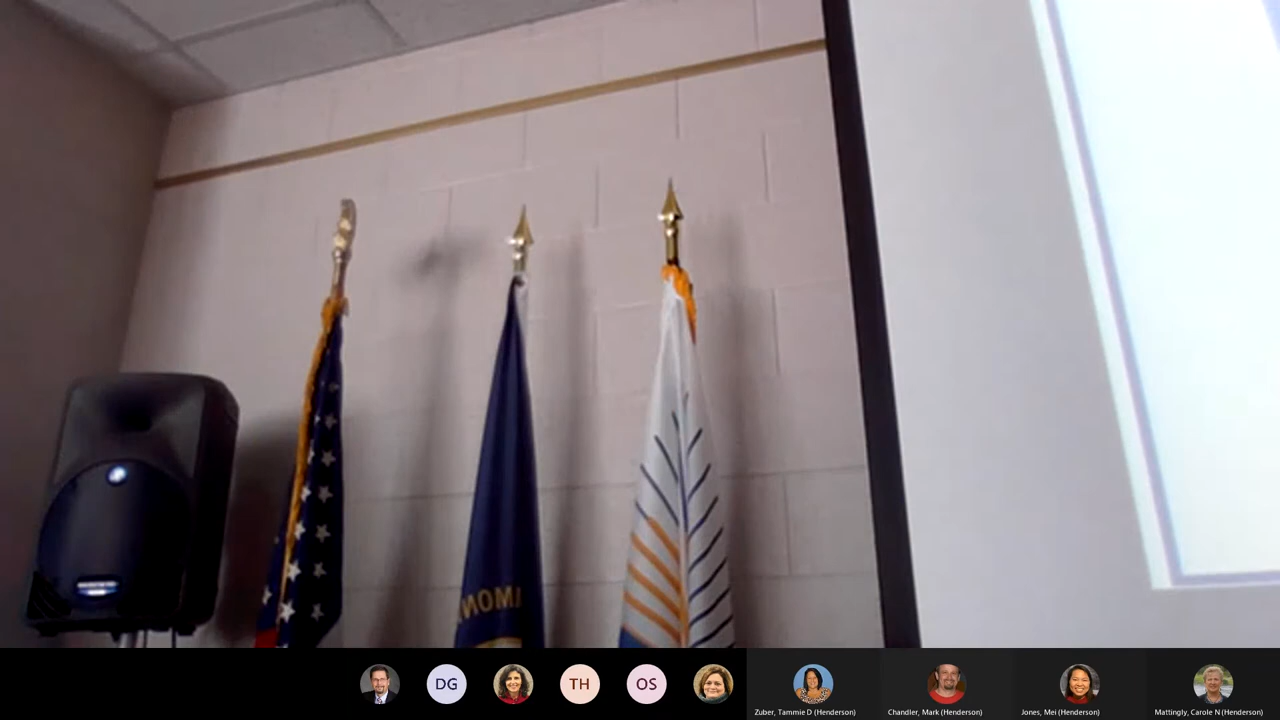 DG
TH
OS
Zuber, Tammie D (Henderson)
Chandler, Mark (Henderson)
Jones, Mei (Henderson)
Mattingly, Carole N (Henderson)